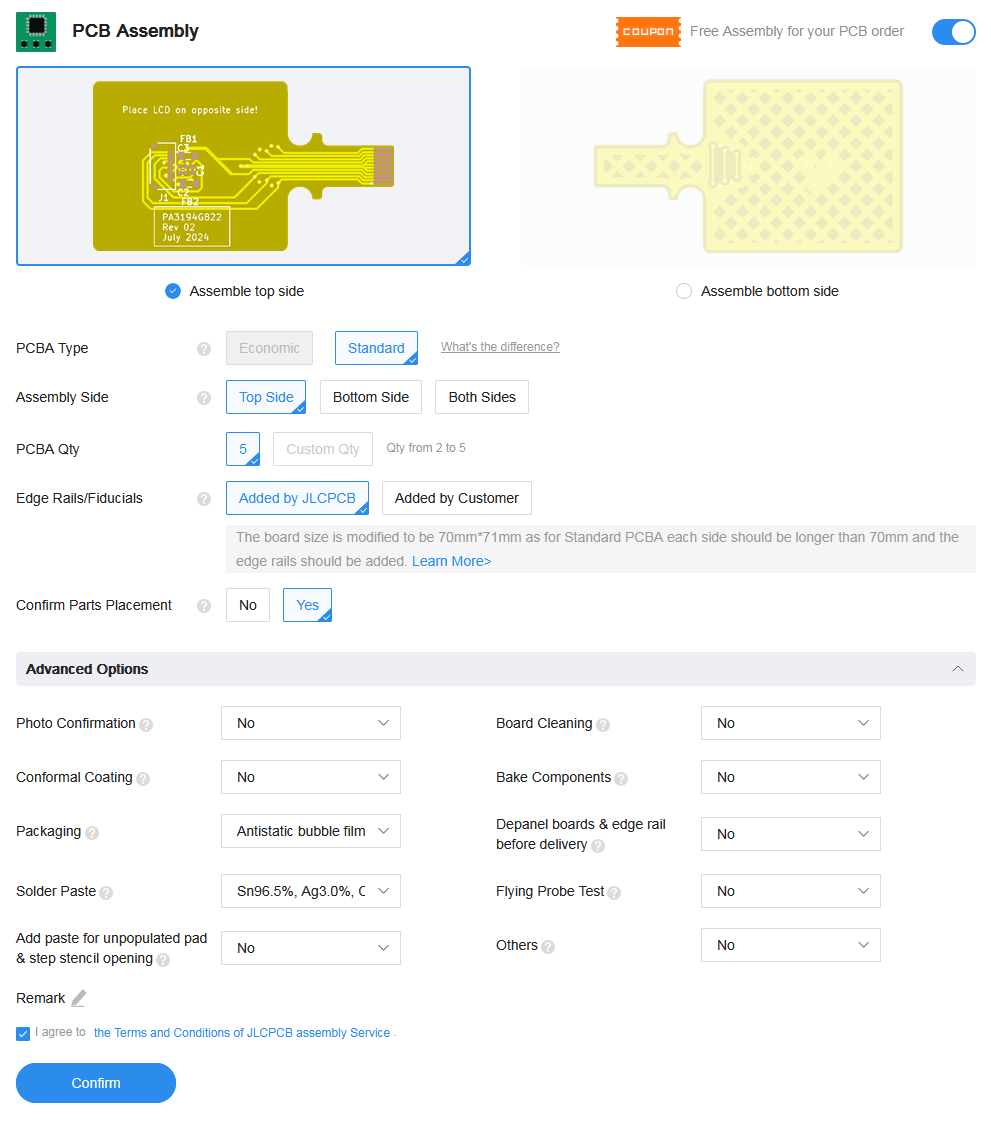 PCB Assembly
COUPON
Free Assembly for your PCB order
Place LCD on opposite side!
FB1
C3
C1
J1
C2
FB2
PA3194G822
Rev 02
July 2024
Assemble top side
Assemble bottom side
PCBA Type ?
Economic
Standard
What's the difference?
Assembly Side ?
Top Side
Bottom Side
Both Sides
PCBA Qty
5
Custom Qty
Qty from 2 to 5
Edge Rails/Fiducials ?
Added by JLCPCB
Added by Customer
The board size is modified to be 70mm*71mm as for Standard PCBA each side should be longer than 70mm and the
edge rails should be added. Learn More>
Confirm Parts Placement ?
No
Yes
Advanced Options
Photo Confirmation ?
No
Board Cleaning ?
No
Conformal Coating ?
No
Bake Components ?
No
Packaging ?
Antistatic bubble film
Depanel boards & edge rail
before delivery ?
No
Solder Paste ?
Sn96.5%, Ag3.0%, C
Flying Probe Test ?
No
Add paste for unpopulated pad
& step stencil opening ?
No
Others ?
No
Remark
I agree to the Terms and Conditions of JLCPCB assembly Service .
Confirm